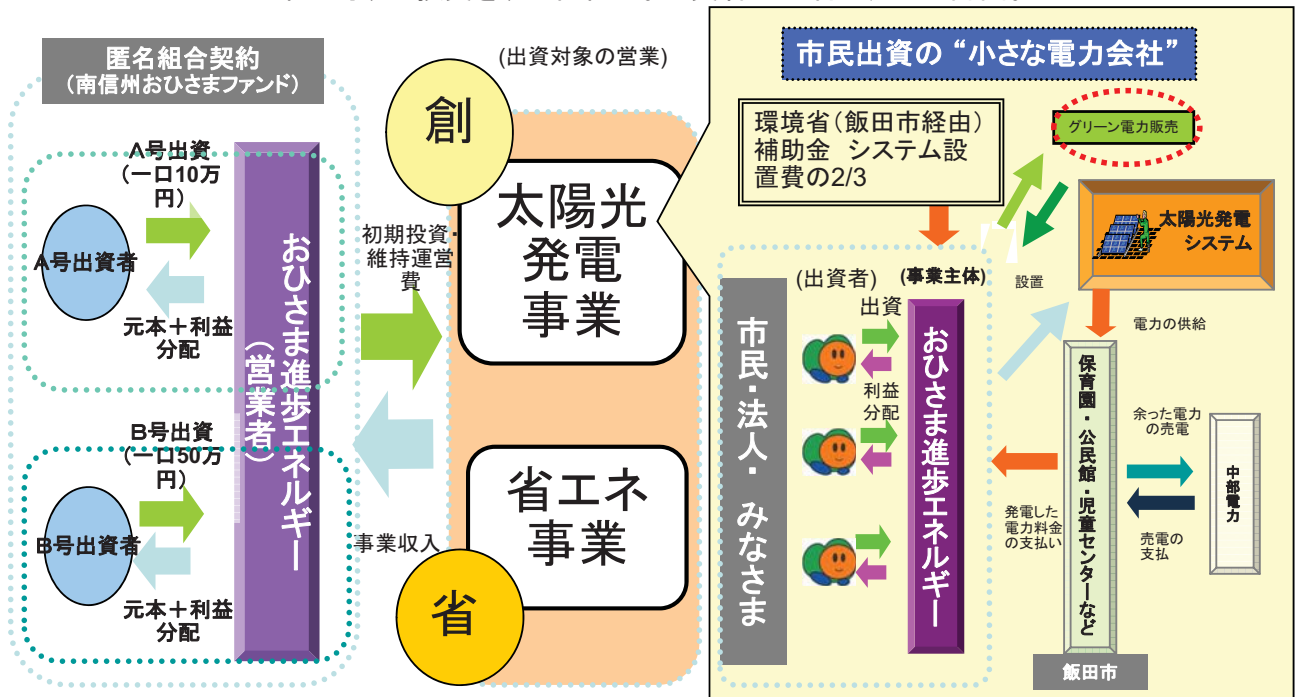 匿名組合契約
（南信州おひさまファンド）
A号出資
（一口10万
円）
A号出資者
元本＋利益
分配
B号出資
（一口50万
円）
B号出資者
元本＋利益
分配
おひさま進歩エネルギー
（営業者）
初期投資・
維持運営
費
事業収入
(出資対象の営業)
創
太陽光
発電
事業
省エネ
事業
省
市民出資の “小さな電力会社”
環境省（飯田市経由）
補助金　システム設
置費の2/3
グリーン電力販売
太陽光発電
システム
設置
電力の供給
(出資者)
(事業主体)
出資
利益
分配
市民・法人・みなさま
おひさま進歩エネルギー
発電した
電力料金
の支払い
保育園・公民館・児童センターなど
飯田市
余った電力
の売電
売電の
支払
中部電力